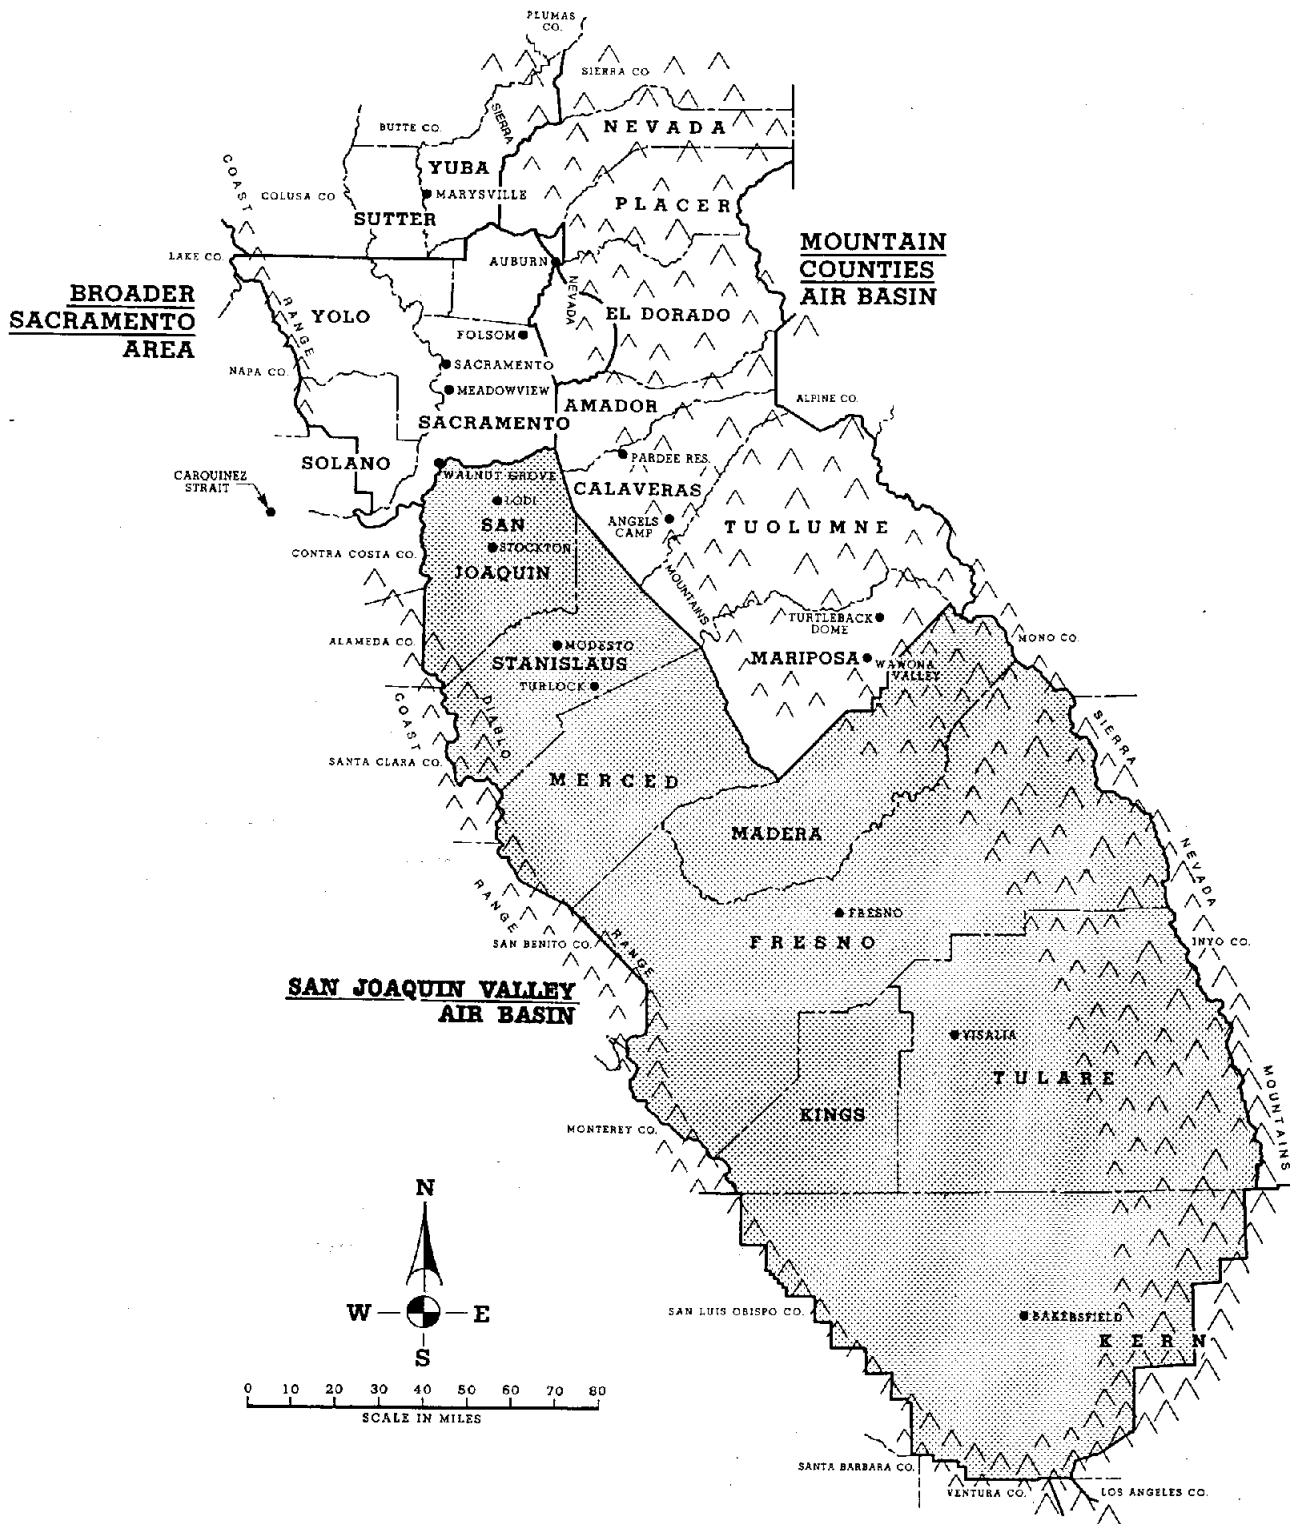 PLUMAS
CO.
SIERRA CO
NEVADA
BUTTE CO.
SIERRA
YUBA
COAST
COLUSA CO
MARYSVILLE
SUTTER
PLACER
LAKE CO.
AUBURN
NEVADA
MOUNTAIN
COUNTIES
AIR BASIN
BROADER
SACRAMENTO
AREA
RANGE
YOLO
EL DORADO
FOLSOM
SACRAMENTO
NAPA CO.
MEADOWVIEW
AMADOR
ALPINE CO.
SACRAMENTO
PARDEE RES.
SOLANO
WALNUT GROVE
CARQUINEZ
STRAIT
CALAVERAS
LODI
ANGELS
CAMP
SAN
JOAQUIN
TUOLUMNE
STOCKTON
CONTRA COSTA CO.
MOUNTAINS
TURTLEBACK
DOME
ALAMEDA CO.
MODESTO
STANISLAUS
MONO CO.
MARIPOSA
WAWONA
VALLEY
TURLOCK
COAST
DIABLO
SIERRA
SANTA CLARA CO.
MERCED
MADERA
NEVADA
RANGE
FRESNO
FRESNO
SAN BENITO CO.
RANGE
INYO CO.
SAN JOAQUIN VALLEY
AIR BASIN
VISALIA
TULARE
KINGS
MOUNTAINS
MONTEREY CO.
N
W
E
S
SAN LUIS OBISPO CO.
BAKERSFIELD
KERN
0 10 20 30 40 50 60 70 80
SCALE IN MILES
SANTA BARBARA CO.
VENTURA CO.
LOS ANGELES CO.